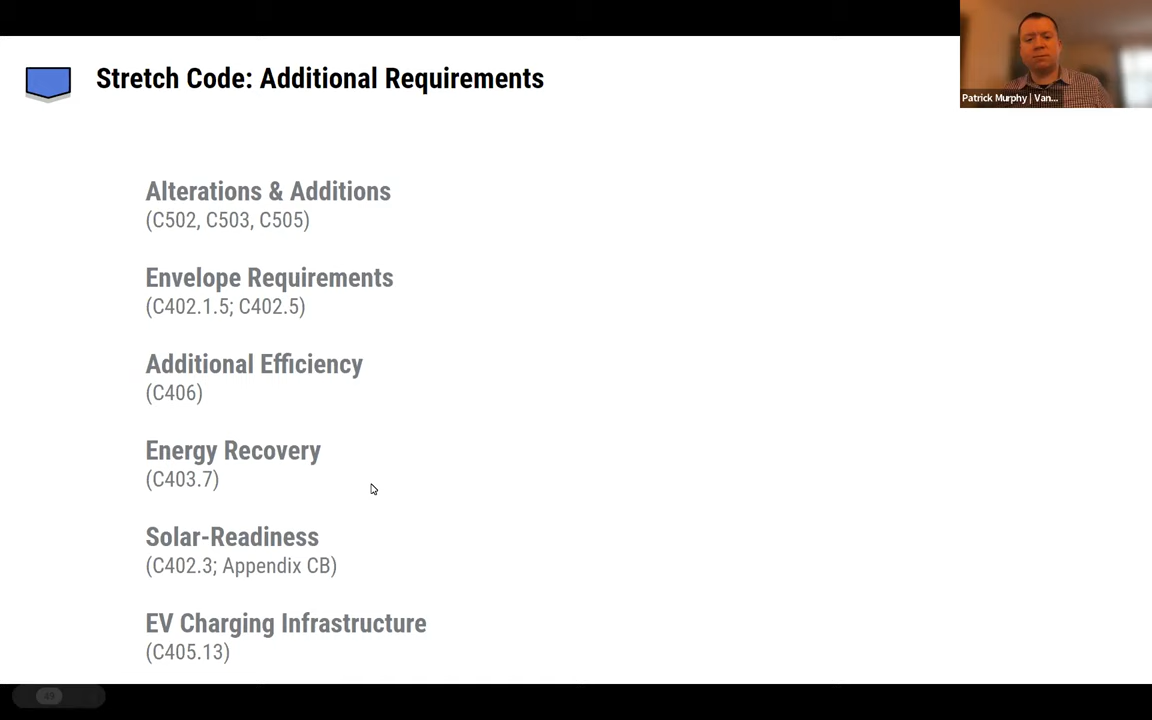 Stretch Code: Additional Requirements
Patrick Murphy | Van...
Alterations & Additions
(C502, C503, C505)
Envelope Requirements
(C402.1.5; C402.5)
Additional Efficiency
(C406)
Energy Recovery
(C403.7)
Solar-Readiness
(C402.3; Appendix CB)
EV Charging Infrastructure
(C405.13)
49